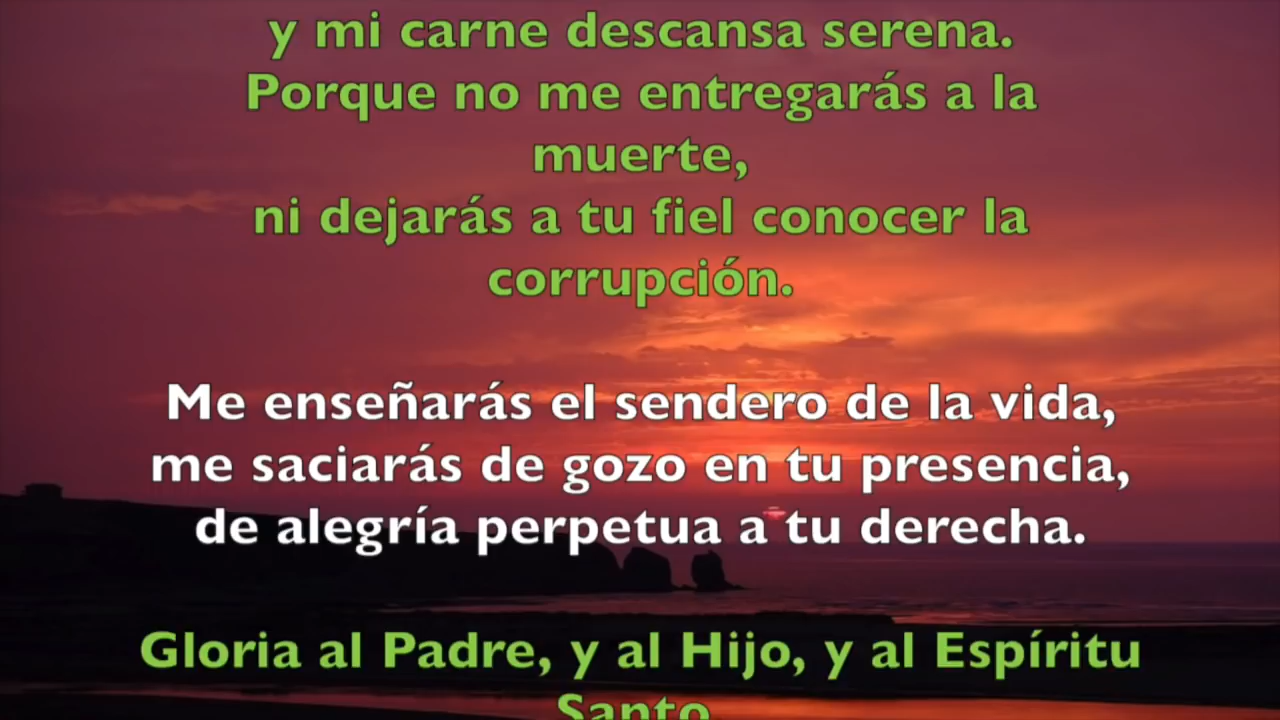 y mi carne descansa serena.
Porque no me entregarás a la
muerte,
ni dejarás a tu fiel conocer la
corrupción.
Me enseñarás el sendero de la vida,
me saciarás de gozo en tu presencia,
de alegría perpetua a tu derecha.
Gloria al Padre, y al Hijo, y al Espíritu
Santo.